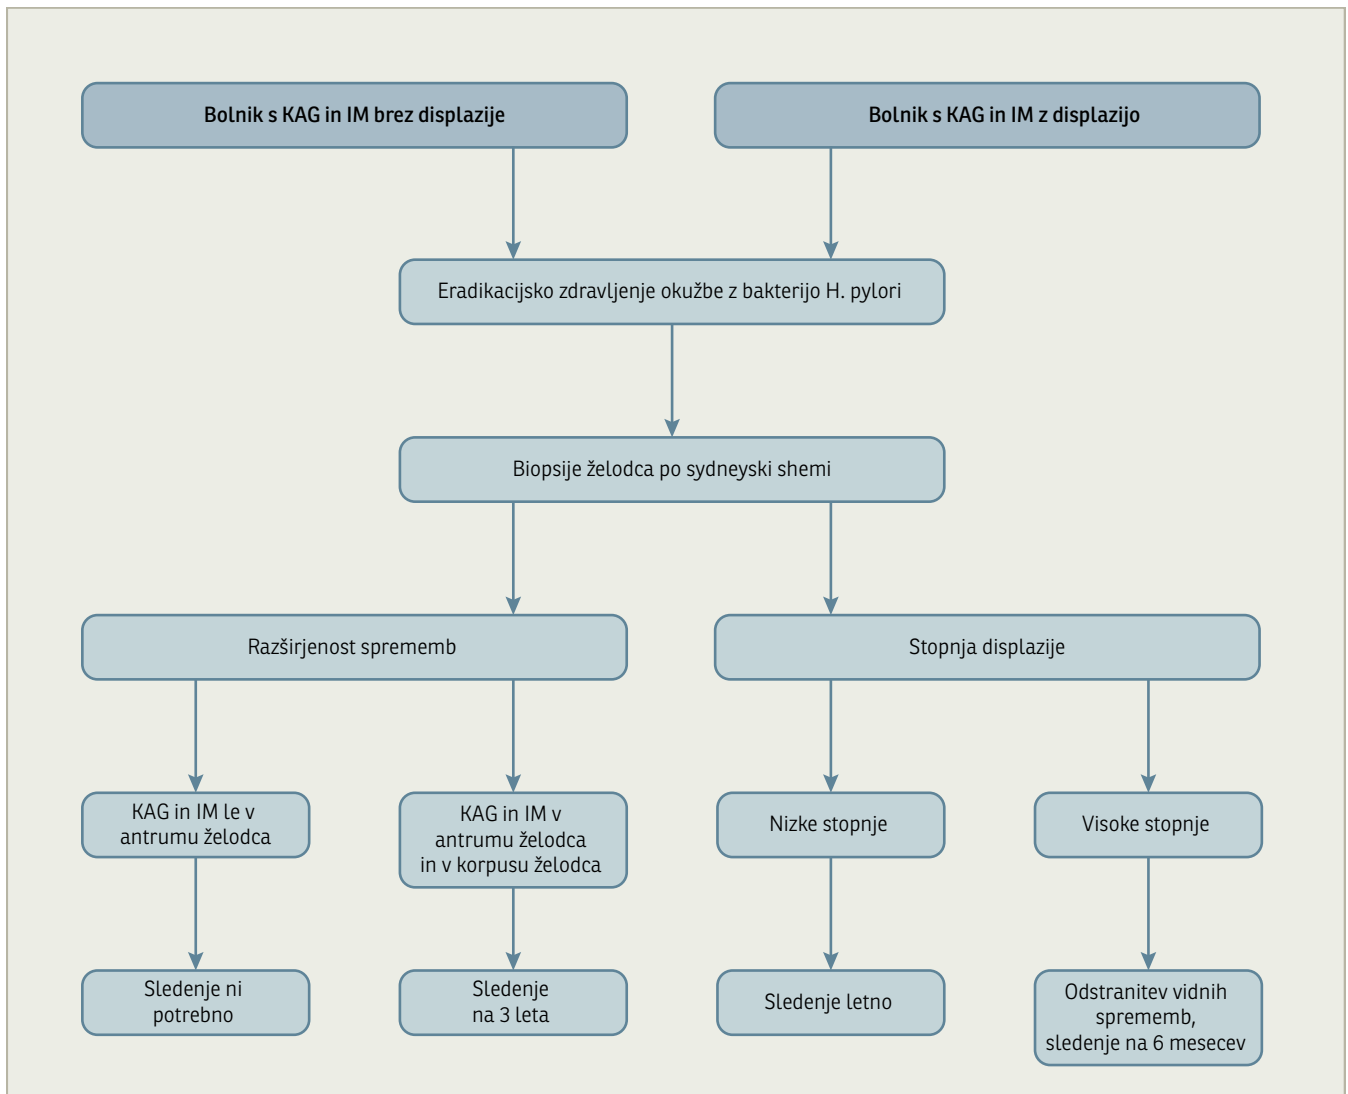 Bolnik s KAG in IM brez displazije
Bolnik s KAG in IM z displazijo
Eradikacijsko zdravljenje okužbe z bakterijo H. pylori
Biopsije želodca po sydneyski shemi
Razširjenost sprememb
Stopnja displazije
KAG in IM le v
antrumu želodca
KAG in IM v
antrumu želodca
in v korpusu želodca
Nizke stopnje
Visoke stopnje
Sledenje ni
potrebno
Sledenje
na 3 leta
Sledenje letno
Odstranitev vidnih
sprememb,
sledenje na 6 mesecev